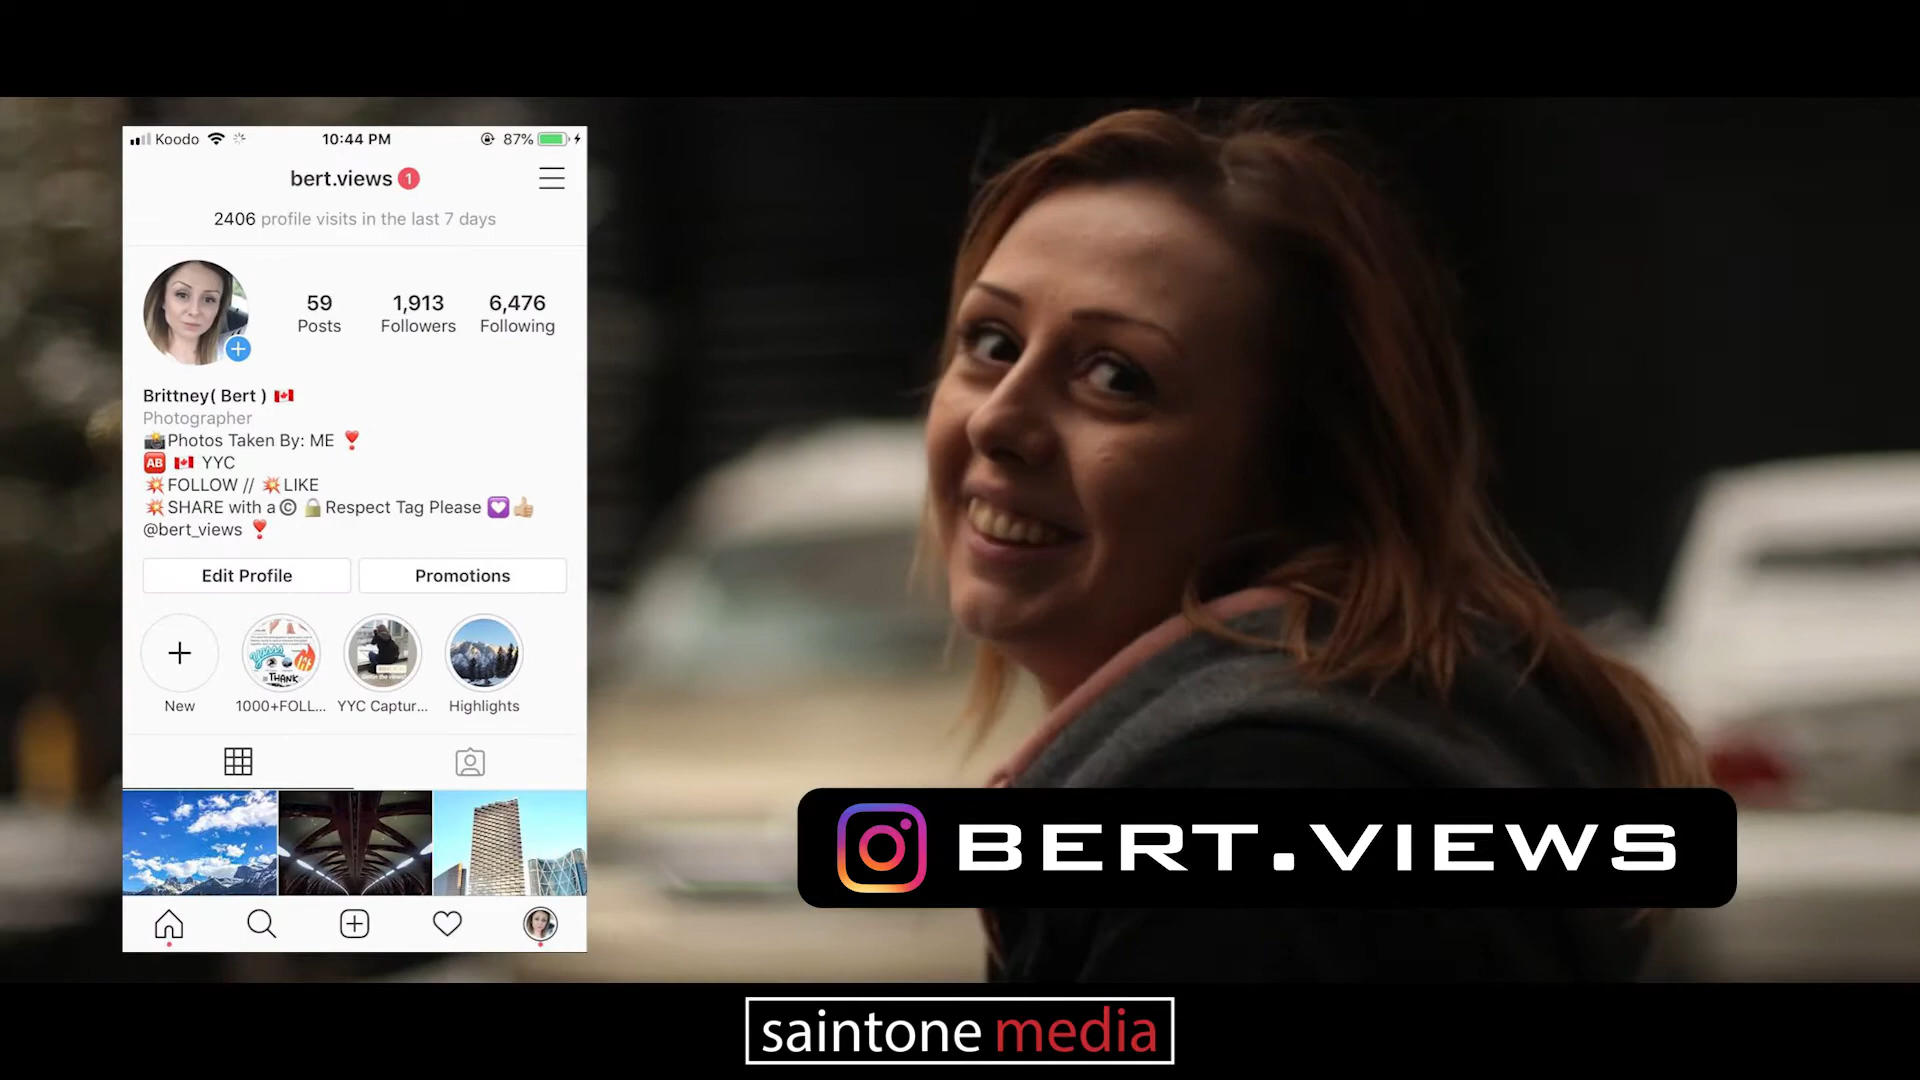 Koodo
10:44 PM
87%
bert.views 1
2406 profile visits in the last 7 days
59
Posts
1,913
Followers
6,476
Following
Brittney( Bert ) 🇨🇦
Photographer
📸Photos Taken By: ME ❣️
🆎 🇨🇦 YYC
💥FOLLOW // 💥LIKE
💥SHARE with a© 🔒Respect Tag Please 💟👍🏼
@bert_views ❣️
Edit Profile
Promotions
THANK
New
1000+FOLL...
YYC Captur...
Highlights
BERT.VIEWS
saintone media